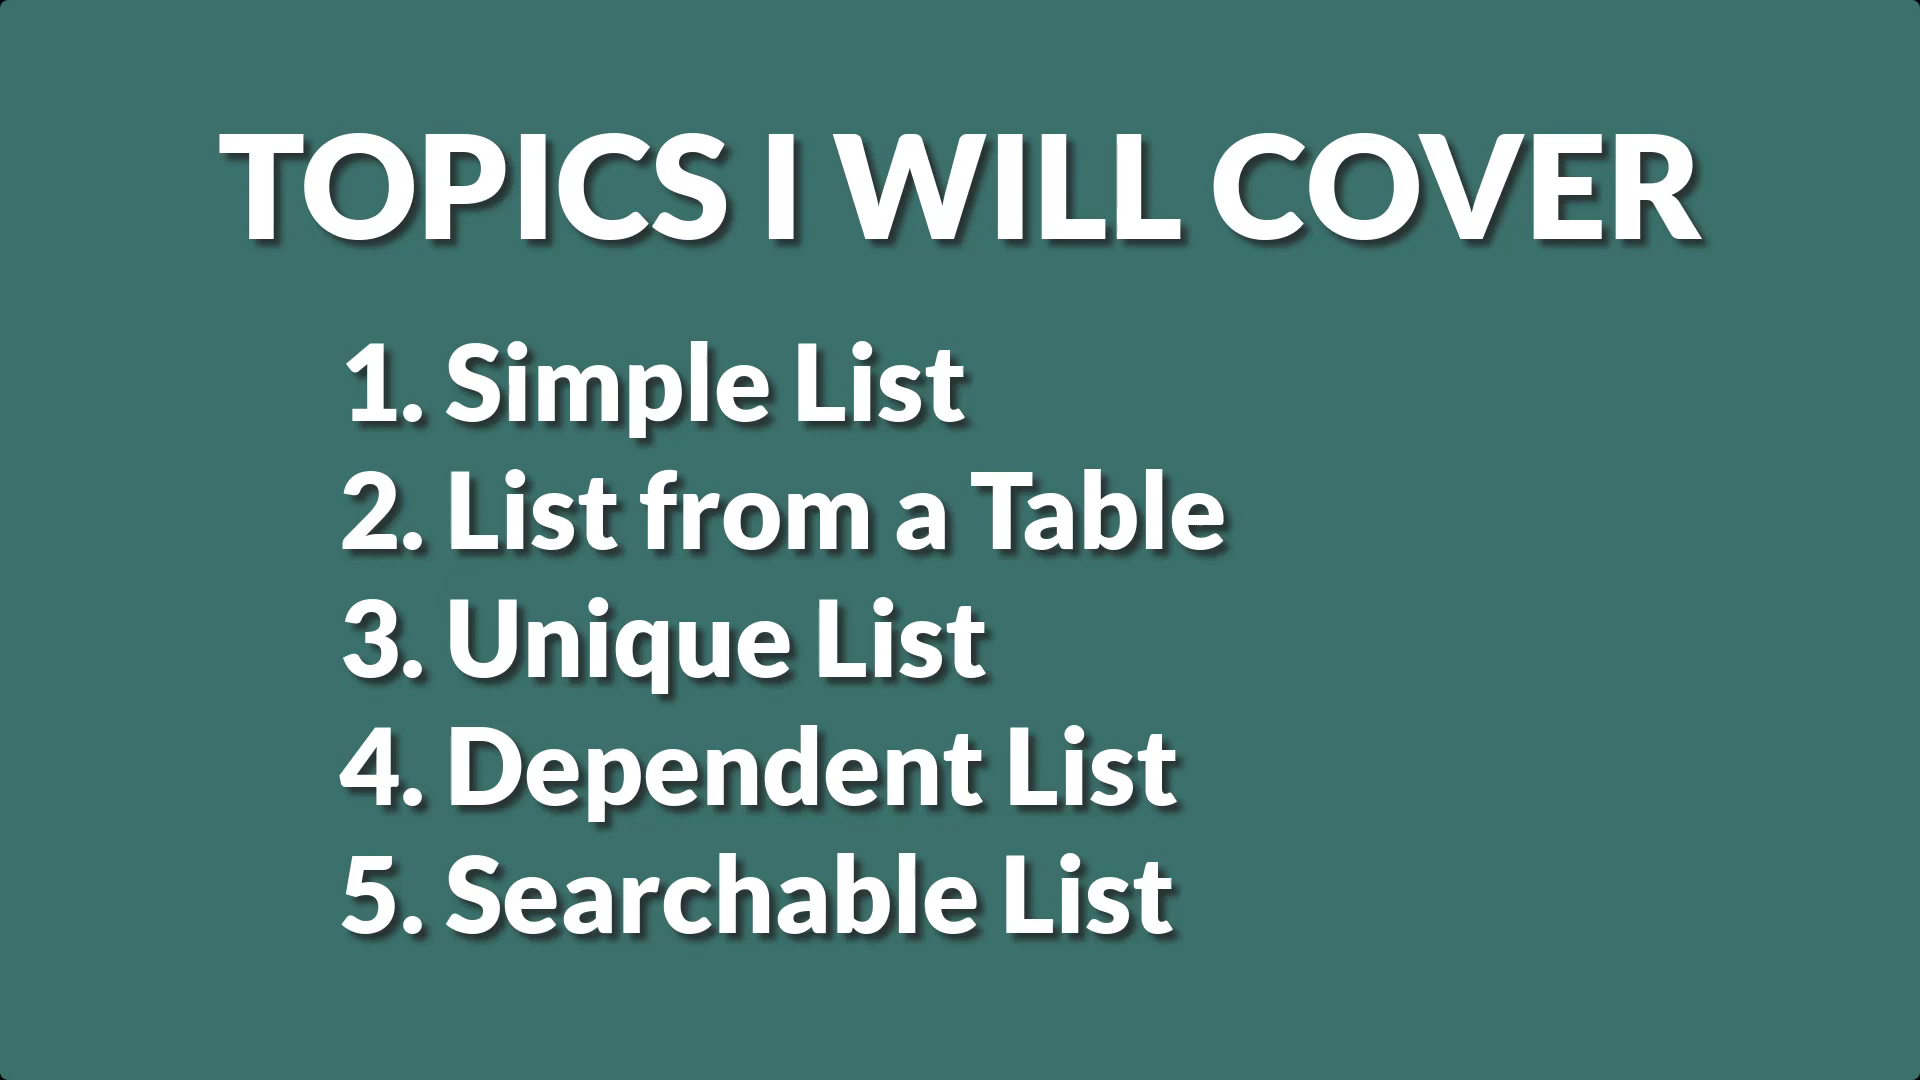 TOPICS I WILL COVER
1. Simple List
2. List from a Table
3. Unique List
4. Dependent List
5. Searchable List